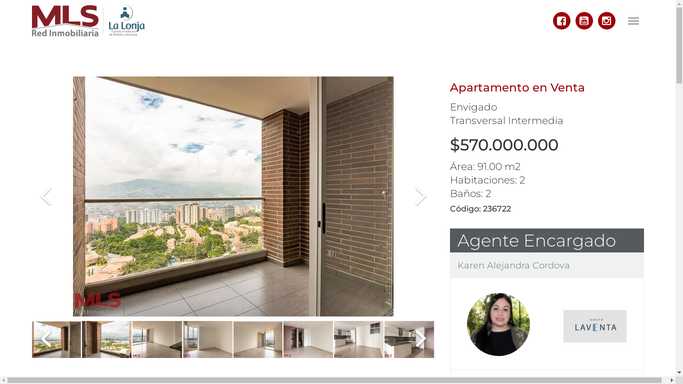 MLS
Red Inmobiliaria
La Lonja
Apartamento en Venta
Envigado
Transversal Intermedia
$570.000.000
Área: 91.00 m2
Habitaciones: 2
Baños: 2
Código: 236722
Agente Encargado
Karen Alejandra Cordova
MLS
LAVENTA